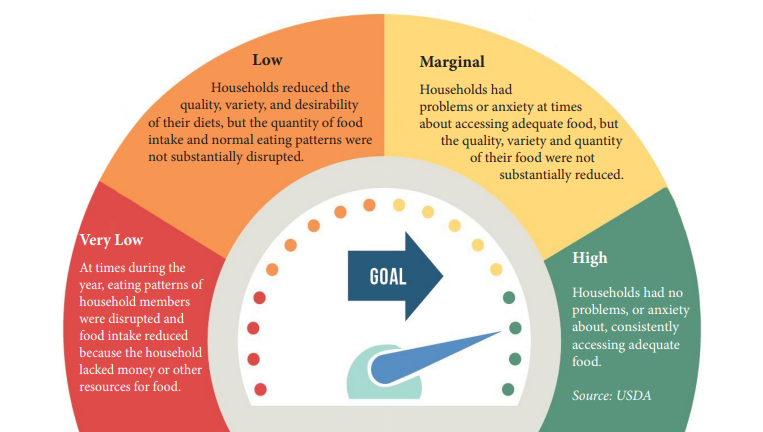 Low
Households reduced the
quality, variety, and desirability
of their diets, but the quantity of food
intake and normal eating patterns were
not substantially disrupted.
Marginal
Households had
problems or anxiety at times
about accessing adequate food, but
the quality, variety and quantity
of their food were not
substantially reduced.
Very Low
At times during the
year, eating patterns of
household members
were disrupted and
food intake reduced
because the household
lacked money or other
resources for food.
GOAL
High
Households had no
problems, or anxiety
about, consistently
accessing adequate
food.
Source: USDA